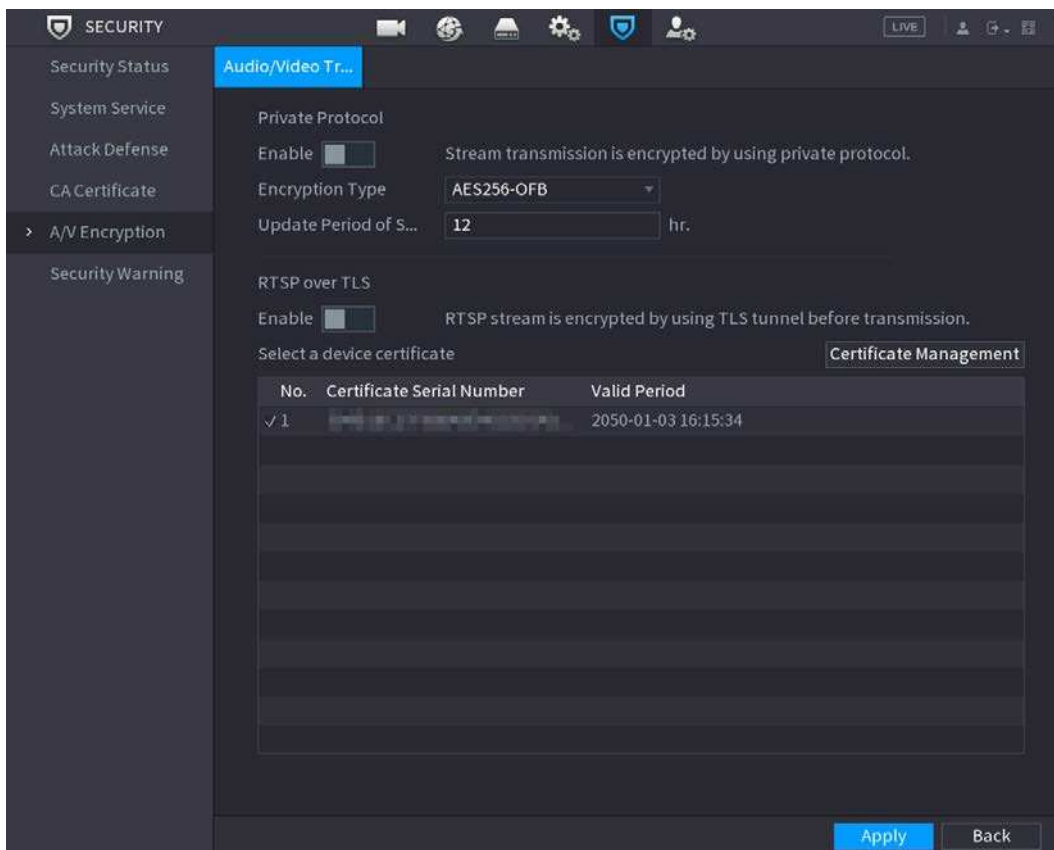 SECURITY
LIVE
Security Status
System Service
Attack Defense
CA Certificate
> A/V Encryption
Security Warning
Audio/Video Tr...
Private Protocol
Enable Stream transmission is encrypted by using private protocol.
Encryption Type AES256-OFB
Update Period of S... 12 hr.
RTSP over TLS
Enable RTSP stream is encrypted by using TLS tunnel before transmission.
Select a device certificate Certificate Management
No. Certificate Serial Number Valid Period
✓ 1 2050-01-03 16:15:34
Apply Back